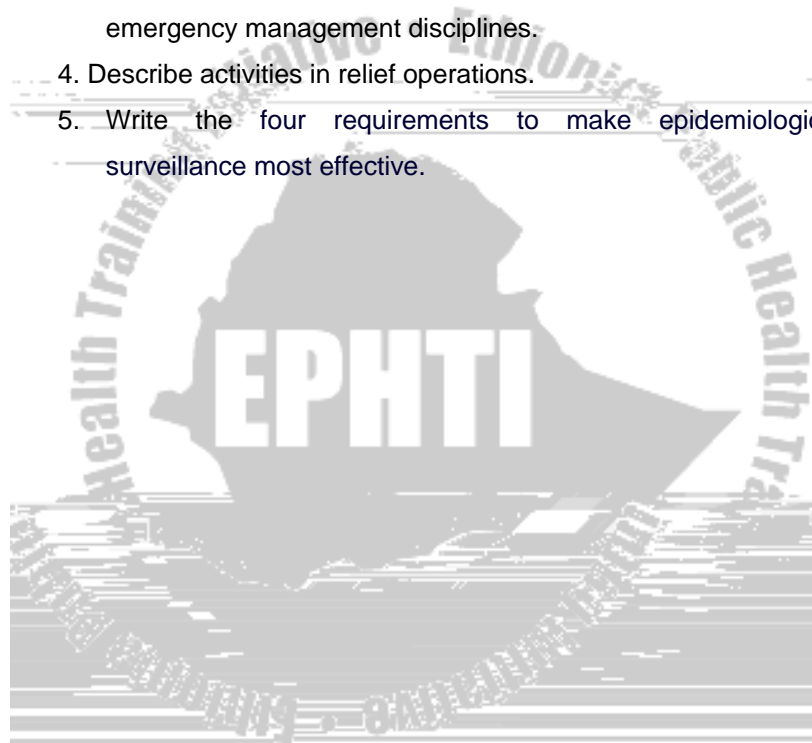 emergency management disciplines.
4. Describe activities in relief operations.
5. Write the four requirements to make epidemiologic
surveillance most effective.
EPHTI